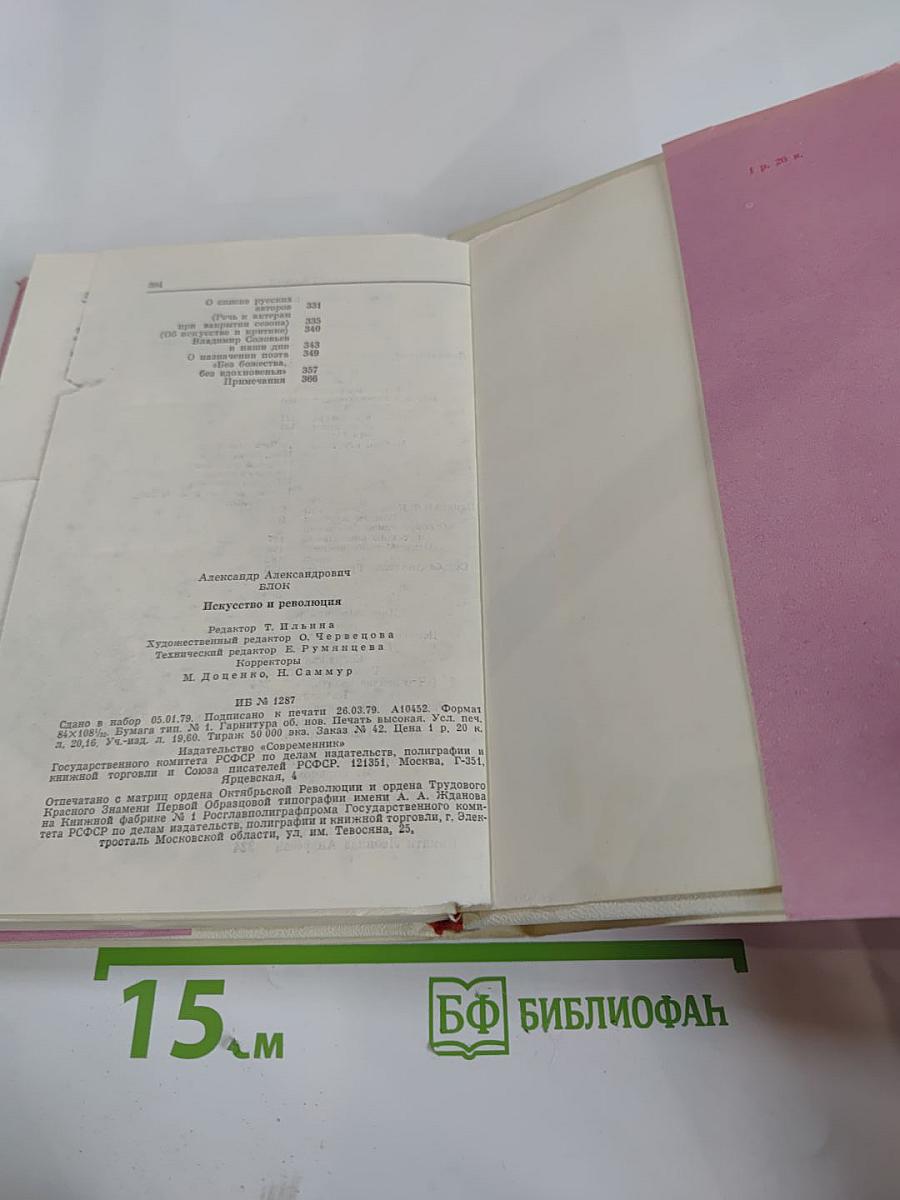 384
О списке русских
авторов 331
(Речь к актерам
при закрытии сезона) 335
(Об искусстве и критике) 340
Владимир Соловьев
и наши дни 343
О назначении поэта 349
«Без божества,
без вдохновенья» 357
Примечания 366
Александр Александрович
БЛОК
Искусство и революция
Редактор Т. Ильина
Художественный редактор О. Червецова
Технический редактор Е. Румянцева
Корректоры
М. Доценко, Н. Саммур
ИБ № 1287
Сдано в набор 05.01.79. Подписано к печати 26.03.79. А10452. Формат
84×108¹/₃₂. Бумага тип. № 1. Гарнитура об. нов. Печать высокая. Усл. печ.
л. 20,16. Уч.-изд. л. 19,60. Тираж 50 000 экз. Заказ № 42. Цена 1 р. 20 к.
Издательство «Современник»
Государственного комитета РСФСР по делам издательств, полиграфии и
книжной торговли и Союза писателей РСФСР. 121351, Москва, Г-351,
Ярцевская, 4
Отпечатано с матриц ордена Октябрьской Революции и ордена Трудового
Красного Знамени Первой Образцовой типографии имени А. А. Жданова
на Книжной фабрике № 1 Росглавполиграфпрома Государственного коми-
тета РСФСР по делам издательств, полиграфии и книжной торговли, г. Элек-
тросталь Московской области, ул. им. Тевосяна, 25.
1 р. 20 к.
15 см
БФ БИБЛИОФАН